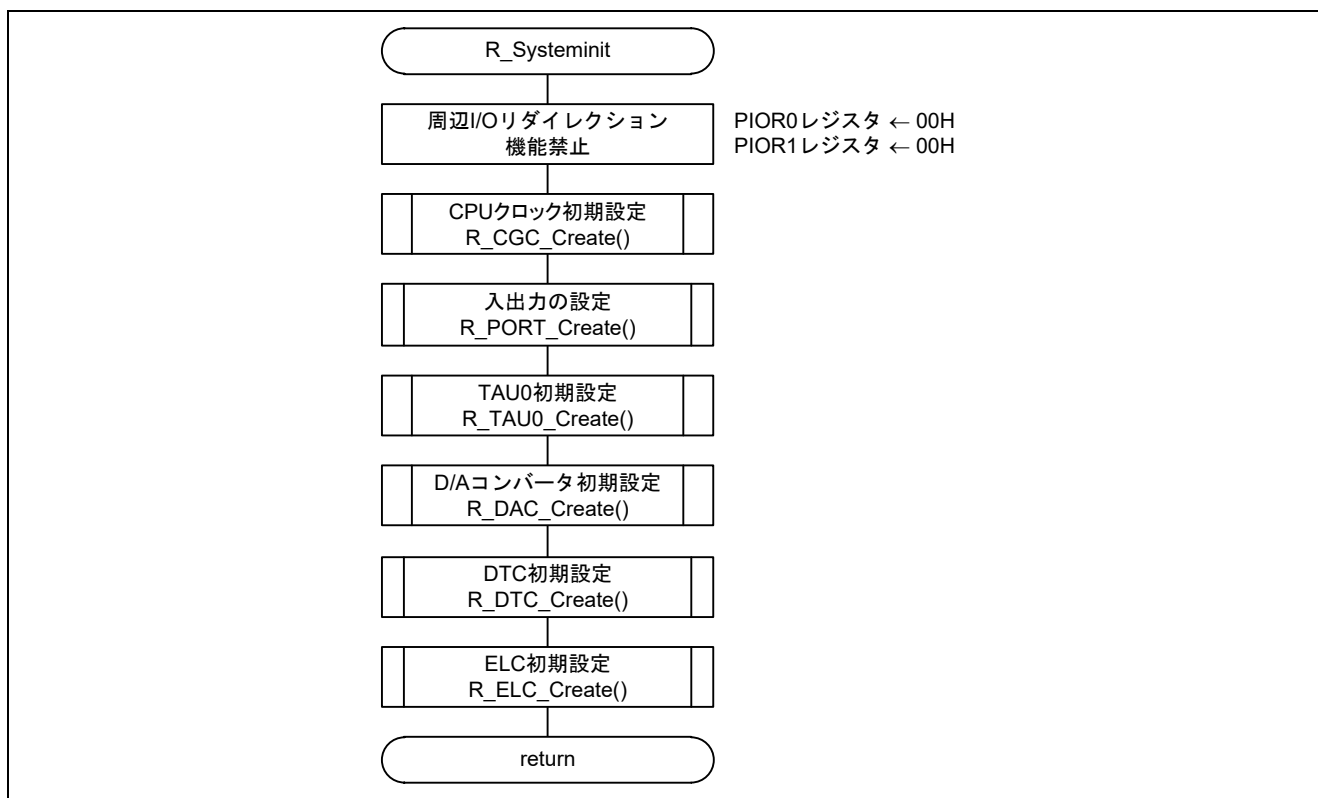 R_Systeminit
周辺I/Oリダイレクション
機能禁止
PIOR0レジスタ ← 00H
PIOR1レジスタ ← 00H
CPUクロック初期設定
R_CGC_Create()
入出力の設定
R_PORT_Create()
TAU0初期設定
R_TAU0_Create()
D/Aコンバータ初期設定
R_DAC_Create()
DTC初期設定
R_DTC_Create()
ELC初期設定
R_ELC_Create()
return